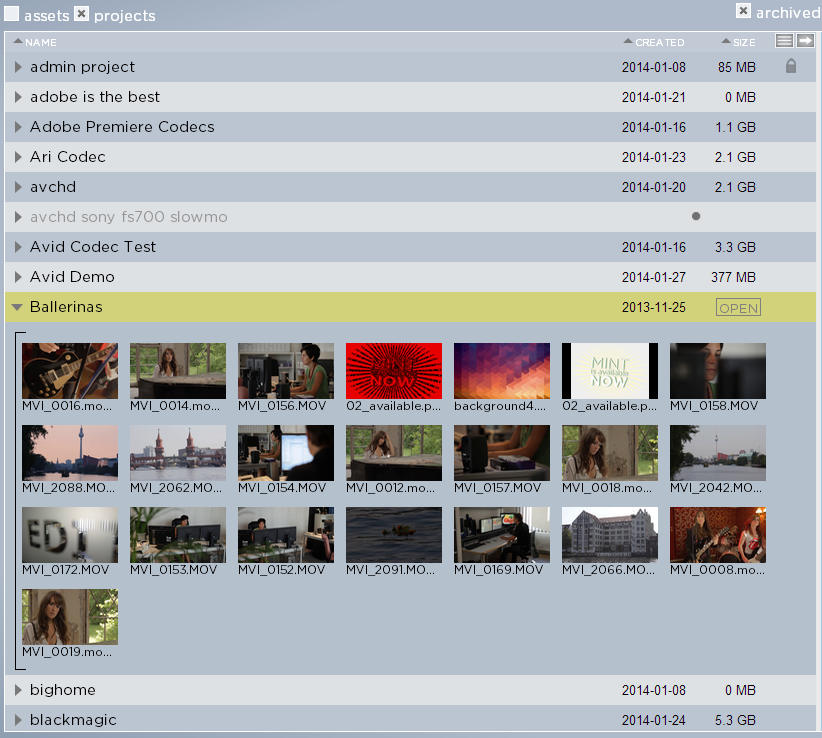 assets projects archived
NAME CREATED SIZE
admin project 2014-01-08 85 MB
adobe is the best 2014-01-21 0 MB
Adobe Premiere Codecs 2014-01-16 1.1 GB
Ari Codec 2014-01-23 2.1 GB
avchd 2014-01-20 2.1 GB
avchd sony fs700 slowmo
Avid Codec Test 2014-01-16 3.3 GB
Avid Demo 2014-01-27 377 MB
Ballerinas 2013-11-25 OPEN
MINT NOW
MINT
is available
NOW
MVI_0016.mo... MVI_0014.mo... MVI_0156.MOV 02_available.p... background4.... 02_available.p... MVI_0158.MOV
MVI_2088.MO... MVI_2062.MO... MVI_0154.MOV MVI_0012.mo... MVI_0157.MOV MVI_0018.mo... MVI_2042.MO...
EDIT
MVI_0172.MOV MVI_0153.MOV MVI_0152.MOV MVI_2091.MO... MVI_0169.MOV MVI_2066.MO... MVI_0008.mo...
MVI_0019.mo...
bighome 2014-01-08 0 MB
blackmagic 2014-01-24 5.3 GB